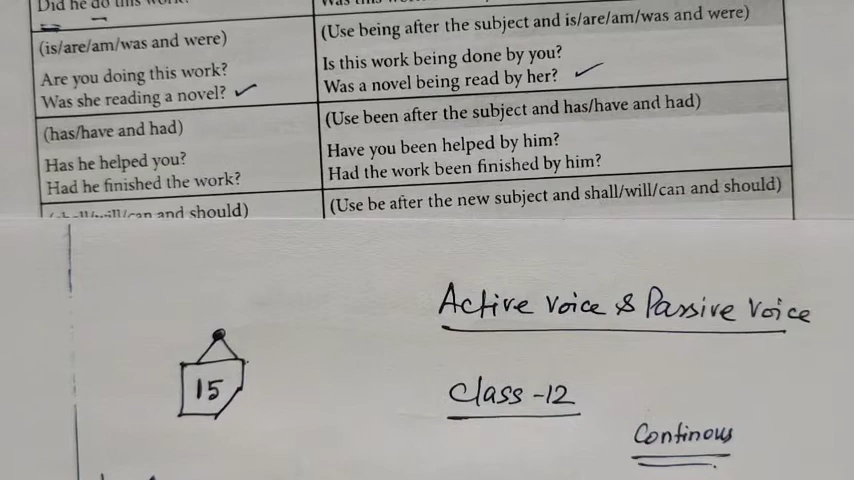 Did he do this work?
(is/are/am/was and were)
Are you doing this work?
Was she reading a novel?
(Use being after the subject and is/are/am/was and were)
Is this work being done by you?
Was a novel being read by her?
(has/have and had)
Has he helped you?
Had he finished the work?
(Use been after the subject and has/have and had)
Have you been helped by him?
Had the work been finished by him?
can and should)
(Use be after the new subject and shall/will/can and should)
Active Voice & Passive Voice
15
Class-12
Continous